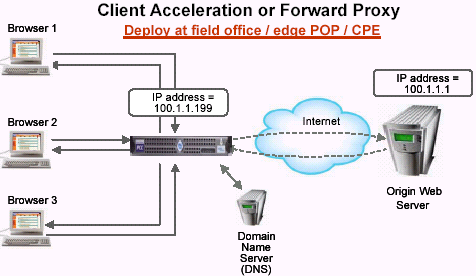 Client Acceleration or Forward Proxy
Deploy at field office / edge POP / CPE
Browser 1
IP address =
100.1.1.199
IP address =
100.1.1.1
Browser 2
Internet
Origin Web
Server
Browser 3
Domain
Name
Server
(DNS)